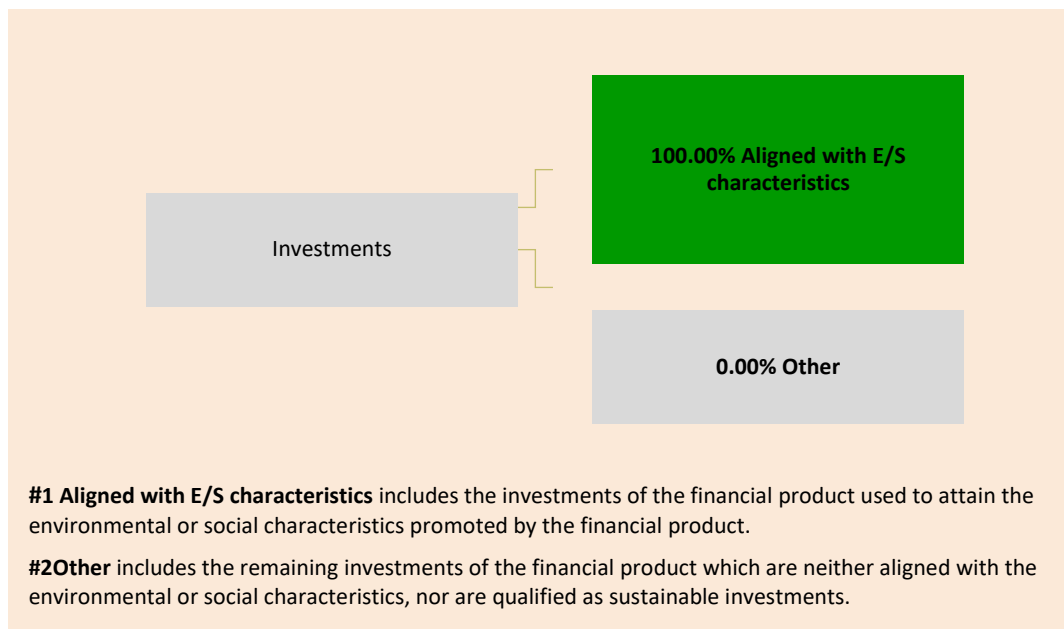 100.00% Aligned with E/S
characteristics
Investments
0.00% Other
#1 Aligned with E/S characteristics includes the investments of the financial product used to attain the
environmental or social characteristics promoted by the financial product.
#2Other includes the remaining investments of the financial product which are neither aligned with the
environmental or social characteristics, nor are qualified as sustainable investments.